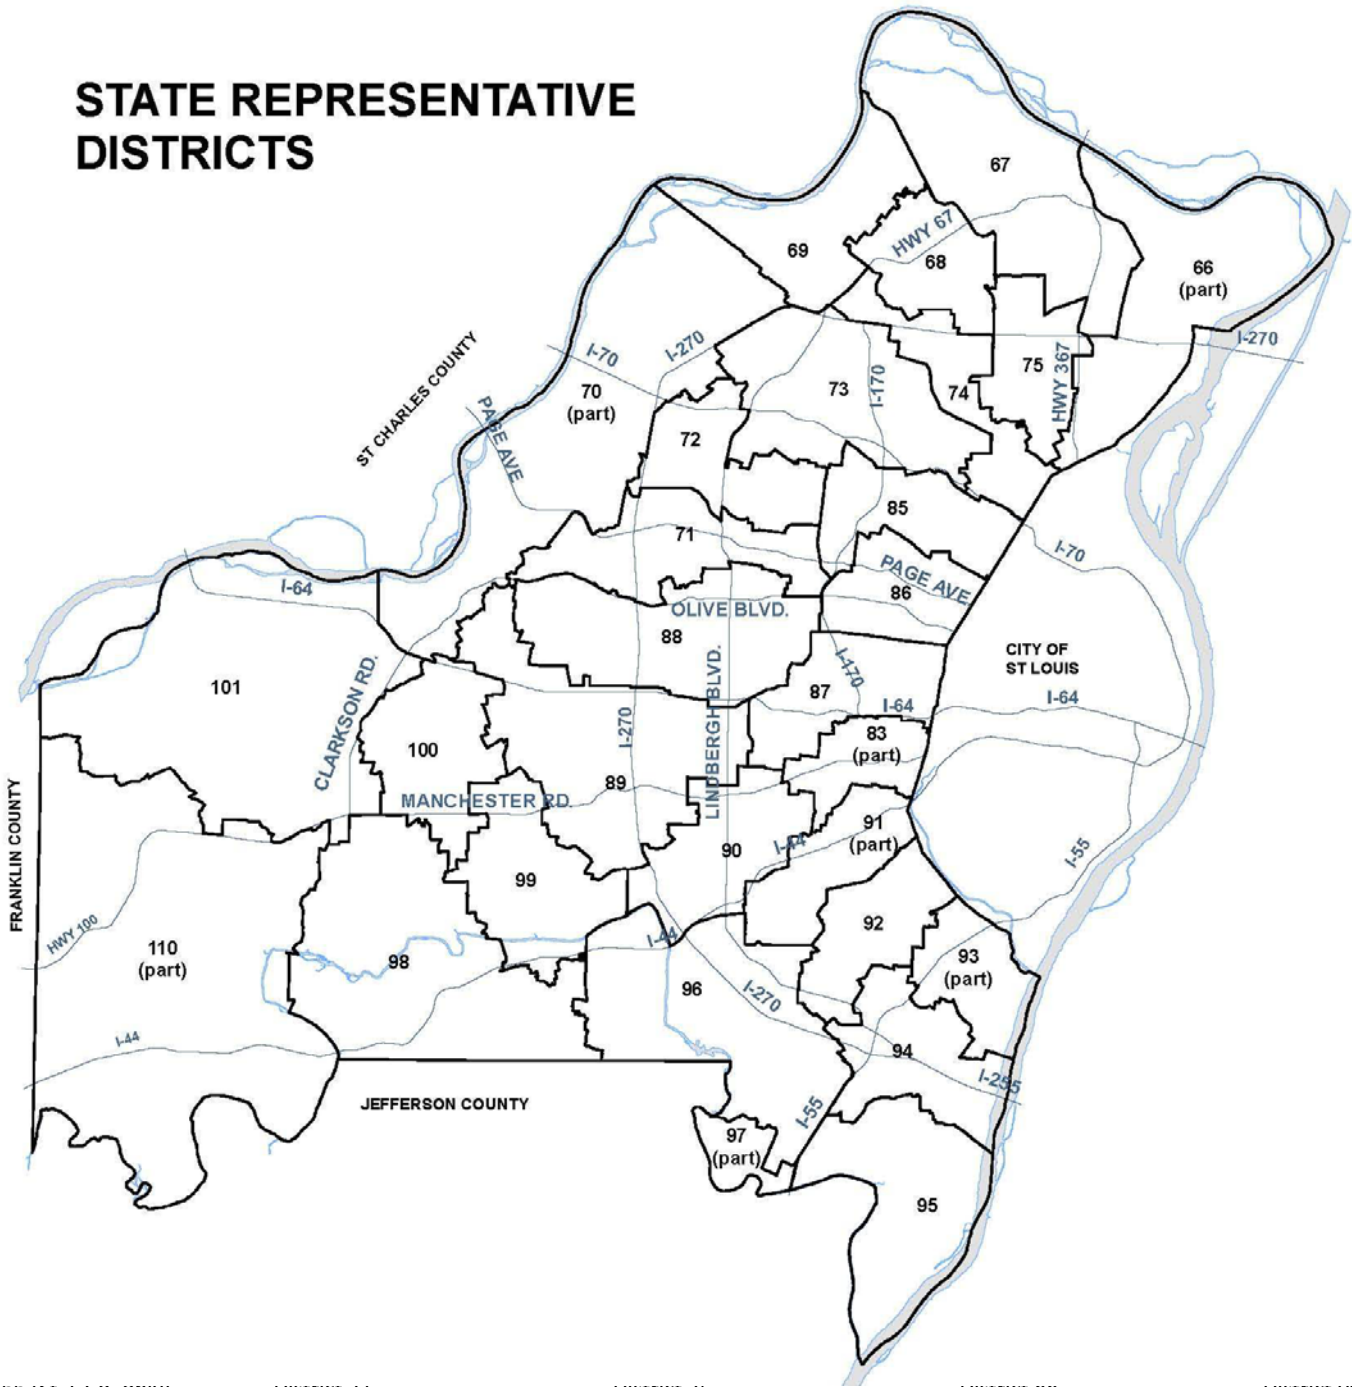 STATE REPRESENTATIVE
DISTRICTS
67
HWY 67
69
68
66
(part)
ST CHARLES COUNTY
I-70
I-270
I-270
70
(part)
73
I-170
74
75
HWY 367
PAGE AVE
72
85
71
I-70
PAGE AVE
86
I-64
OLIVE BLVD.
88
CITY OF
ST LOUIS
101
CLARKSON RD.
I-170
87
I-64
I-64
I-270
LINDBERGH BLVD.
83
(part)
100
89
MANCHESTER RD.
FRANKLIN COUNTY
91
(part)
I-44
90
I-55
99
HWY 100
92
I-44
110
(part)
98
93
(part)
96
I-270
I-44
94
I-255
JEFFERSON COUNTY
I-55
97
(part)
95